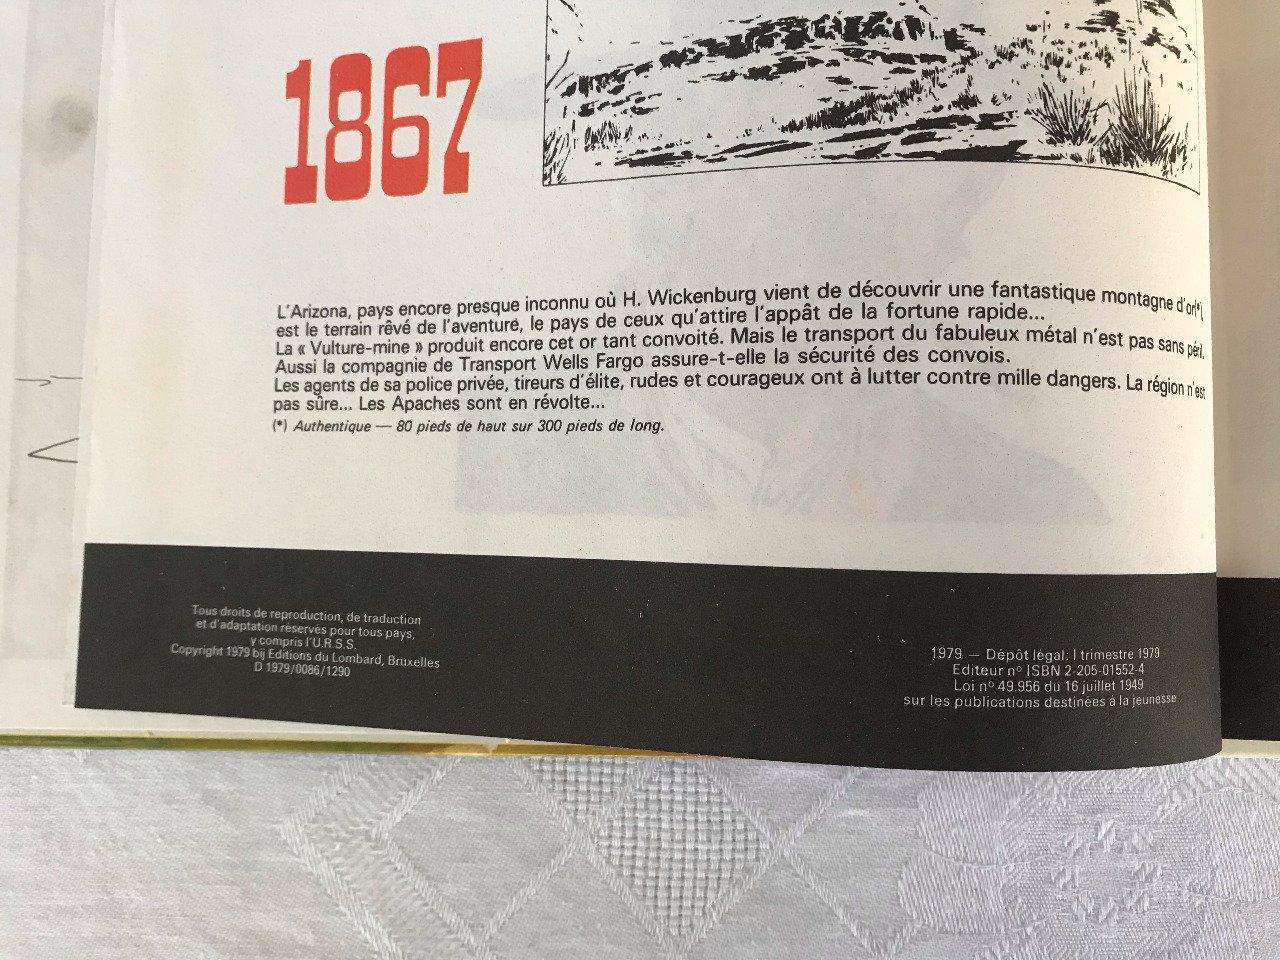 1867
L'Arizona, pays encore presque inconnu où H. Wickenburg vient de découvrir une fantastique montagne d'or!(*)
est le terrain rêvé de l'aventure, le pays de ceux qu'attire l'appât de la fortune rapide...
La « Vulture-mine » produit encore cet or tant convoité. Mais le transport du fabuleux métal n'est pas sans péril.
Aussi la compagnie de Transport Wells Fargo assure-t-elle la sécurité des convois.
Les agents de sa police privée, tireurs d'élite, rudes et courageux ont à lutter contre mille dangers. La région n'est
pas sûre... Les Apaches sont en révolte...
(*) Authentique — 80 pieds de haut sur 300 pieds de long.
Tous droits de reproduction, de traduction
et d'adaptation réservés pour tous pays,
y compris l'U.R.S.S.
Copyright 1979 bij Editions du Lombard, Bruxelles
D 1979/0086/1290
1979 — Dépôt légal: I trimestre 1979
Editeur nº ISBN 2-205-01552-4
Loi nº 49.956 du 16 juillet 1949
sur les publications destinées à la jeunesse